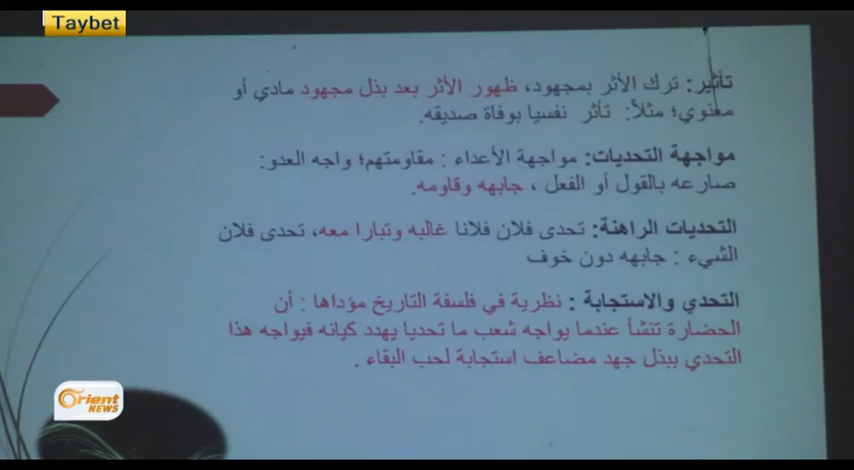 Taybet
تأثير: ترك الأثر بمجهود، ظهور الأثر بعد بذل مجهود مادي أو
معنوي؛ مثلاً: تأثر نفسيا بوفاة صديقه.
مواجهة التحديات: مواجهة الأعداء : مقاومتهم؛ واجه العدو:
صارعه بالقول أو الفعل ، جابهه وقاومه.
التحديات الراهنة: تحدى فلان فلانا غالبه وتبارا معه، تحدى فلان
الشيء : جابهه دون خوف
التحدي والاستجابة : نظرية في فلسفة التاريخ مؤداها : أن
الحضارة تنشأ عندما يواجه شعب ما تحديا يهدد كيانه فيواجه هذا
التحدي ببذل جهد مضاعف استجابة لحب البقاء .
Orient
NEWS